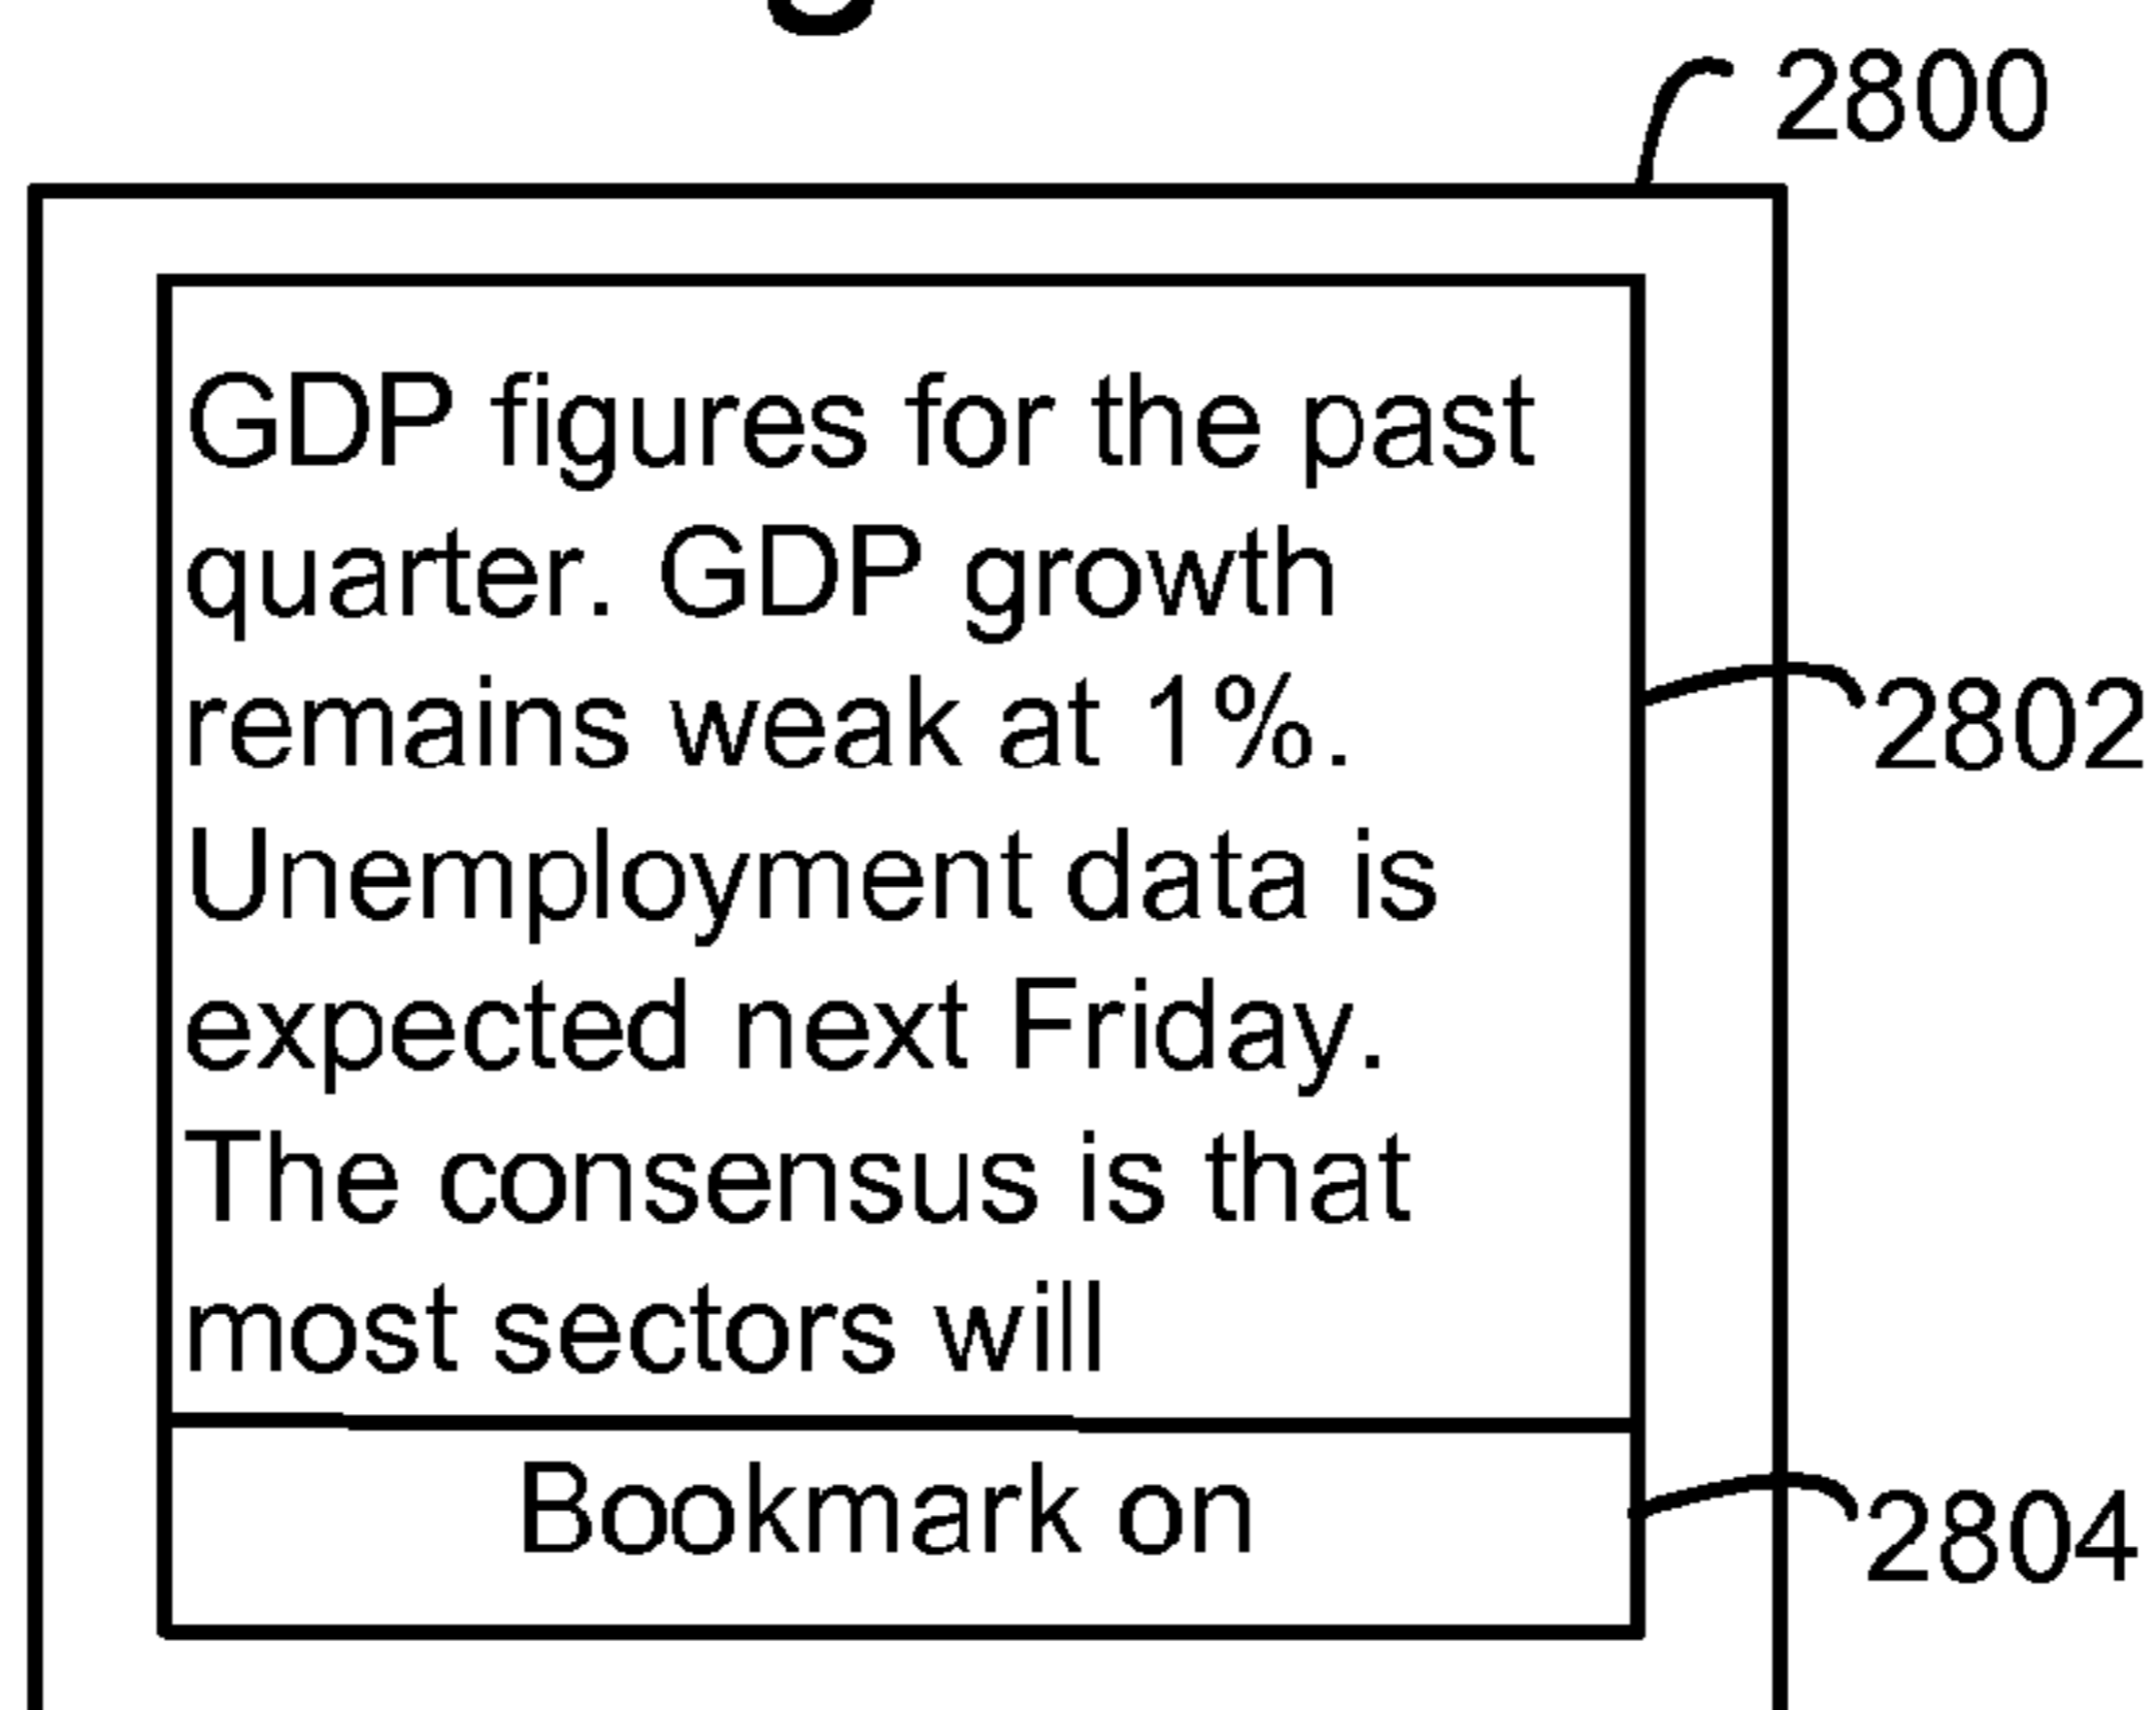 2800
GDP figures for the past
quarter. GDP growth
remains weak at 1%.
2802
Unemployment data is
expected next Friday.
The consensus is that
most sectors will
Bookmark on
2804